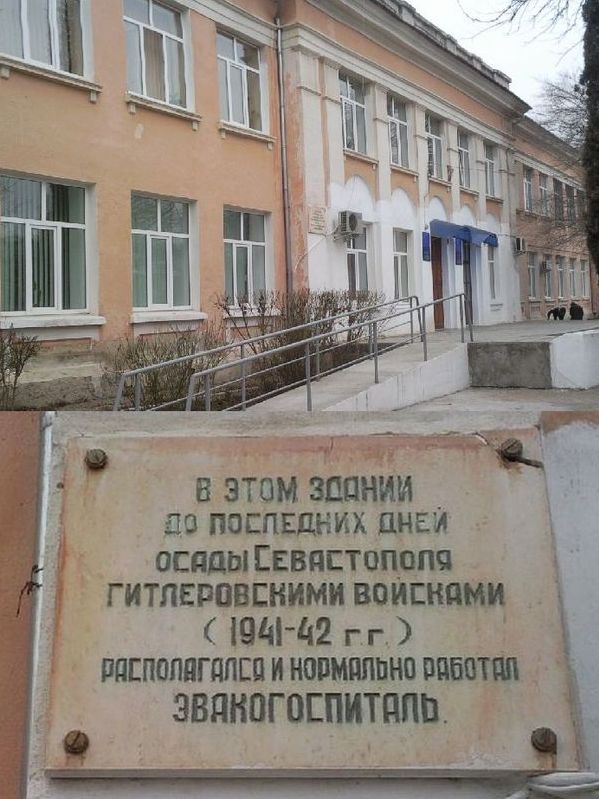 В ЭТОМ ЗДАНИИ
ДО ПОСЛЕДНИХ ДНЕЙ
ОСАДЫ СЕВАСТОПОЛЯ
ГИТЛЕРОВСКИМИ ВОЙСКАМИ
(1941-42 г.г.)
РАСПОЛАГАЛСЯ И НОРМАЛЬНО РАБОТАЛ
ЭВАКОГОСПИТАЛЬ.